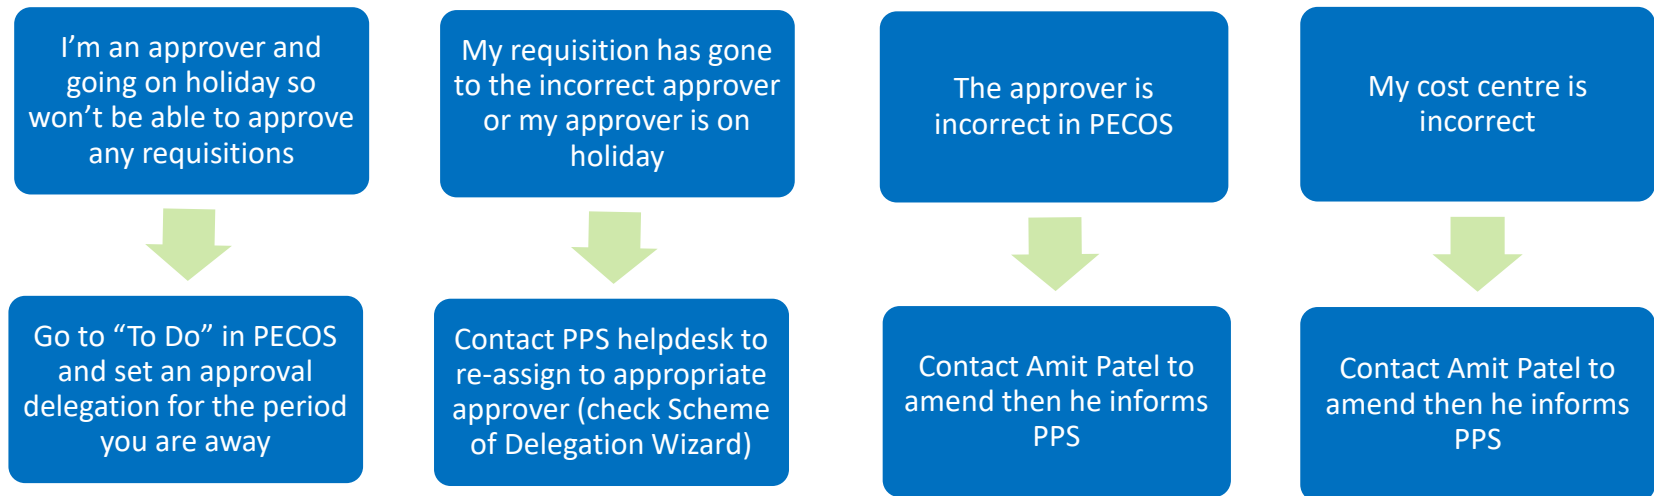 I’m an approver and
going on holiday so
won’t be able to approve
any requisitions
My requisition has gone
to the incorrect approver
or my approver is on
holiday
The approver is
incorrect in PECOS
My cost centre is
incorrect
Go to “To Do” in PECOS
and set an approval
delegation for the period
you are away
Contact PPS helpdesk to
re-assign to appropriate
approver (check Scheme
of Delegation Wizard)
Contact Amit Patel to
amend then he informs
PPS
Contact Amit Patel to
amend then he informs
PPS